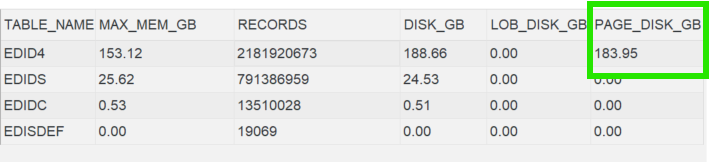 TABLE_NAME MAX_MEM_GB RECORDS DISK_GB LOB_DISK_GB PAGE_DISK_GB
EDID4 153.12 2181920673 188.66 0.00 183.95
EDIDS 25.62 791386959 24.53 0.00 0.00
EDIDC 0.53 13510028 0.51 0.00 0.00
EDISDEF 0.00 19069 0.00 0.00 0.00